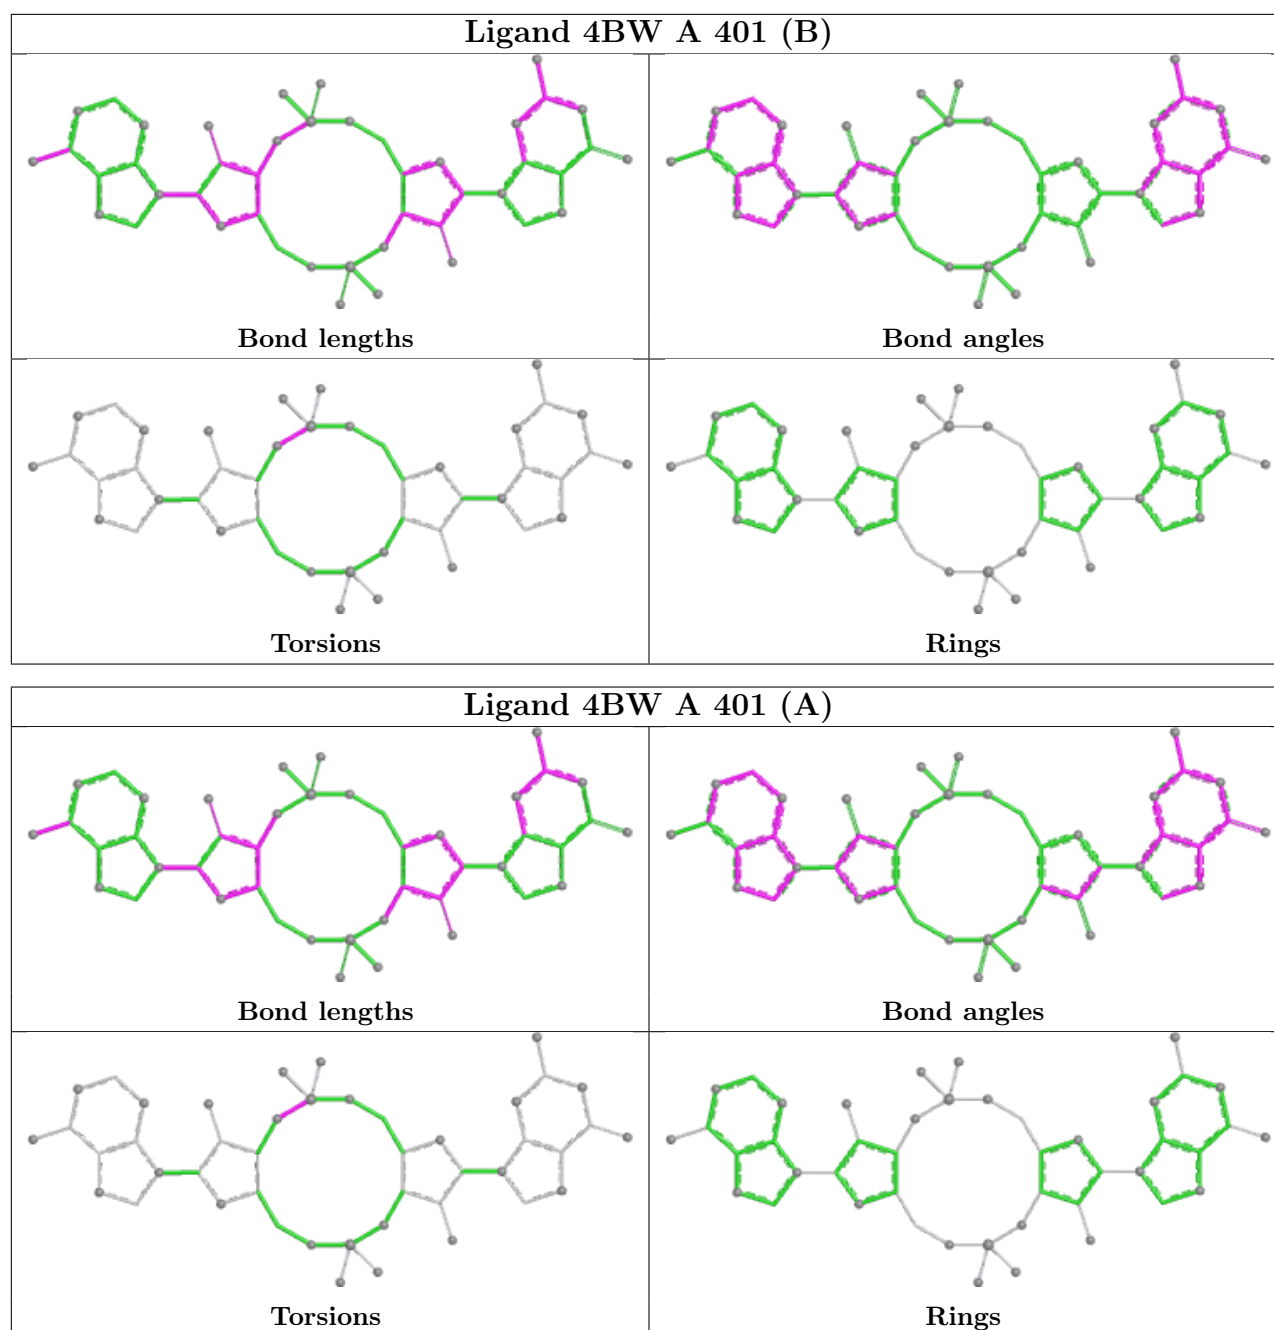 Ligand 4BW A 401 (B)
Bond lengths
Bond angles
Torsions
Rings
Ligand 4BW A 401 (A)
Bond lengths
Bond angles
Torsions
Rings